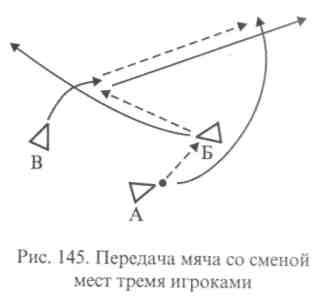 В
Б
А
Рис. 145. Передача мяча со сменой
мест тремя игроками